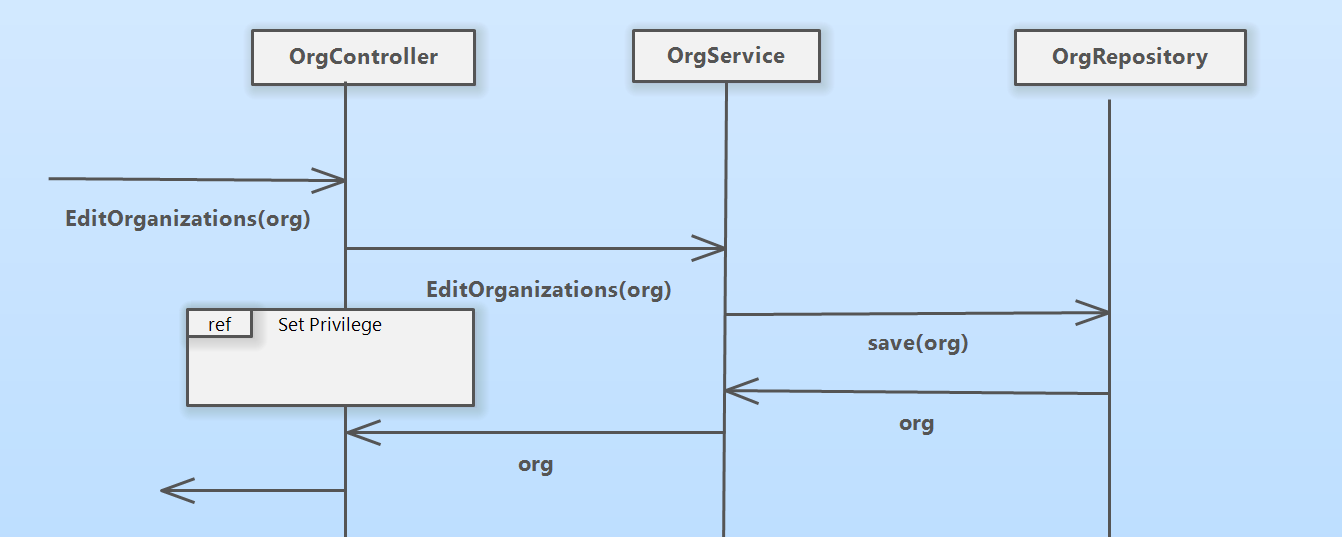 OrgController
OrgService
OrgRepository
EditOrganizations(org)
EditOrganizations(org)
ref
Set Privilege
save(org)
org
org